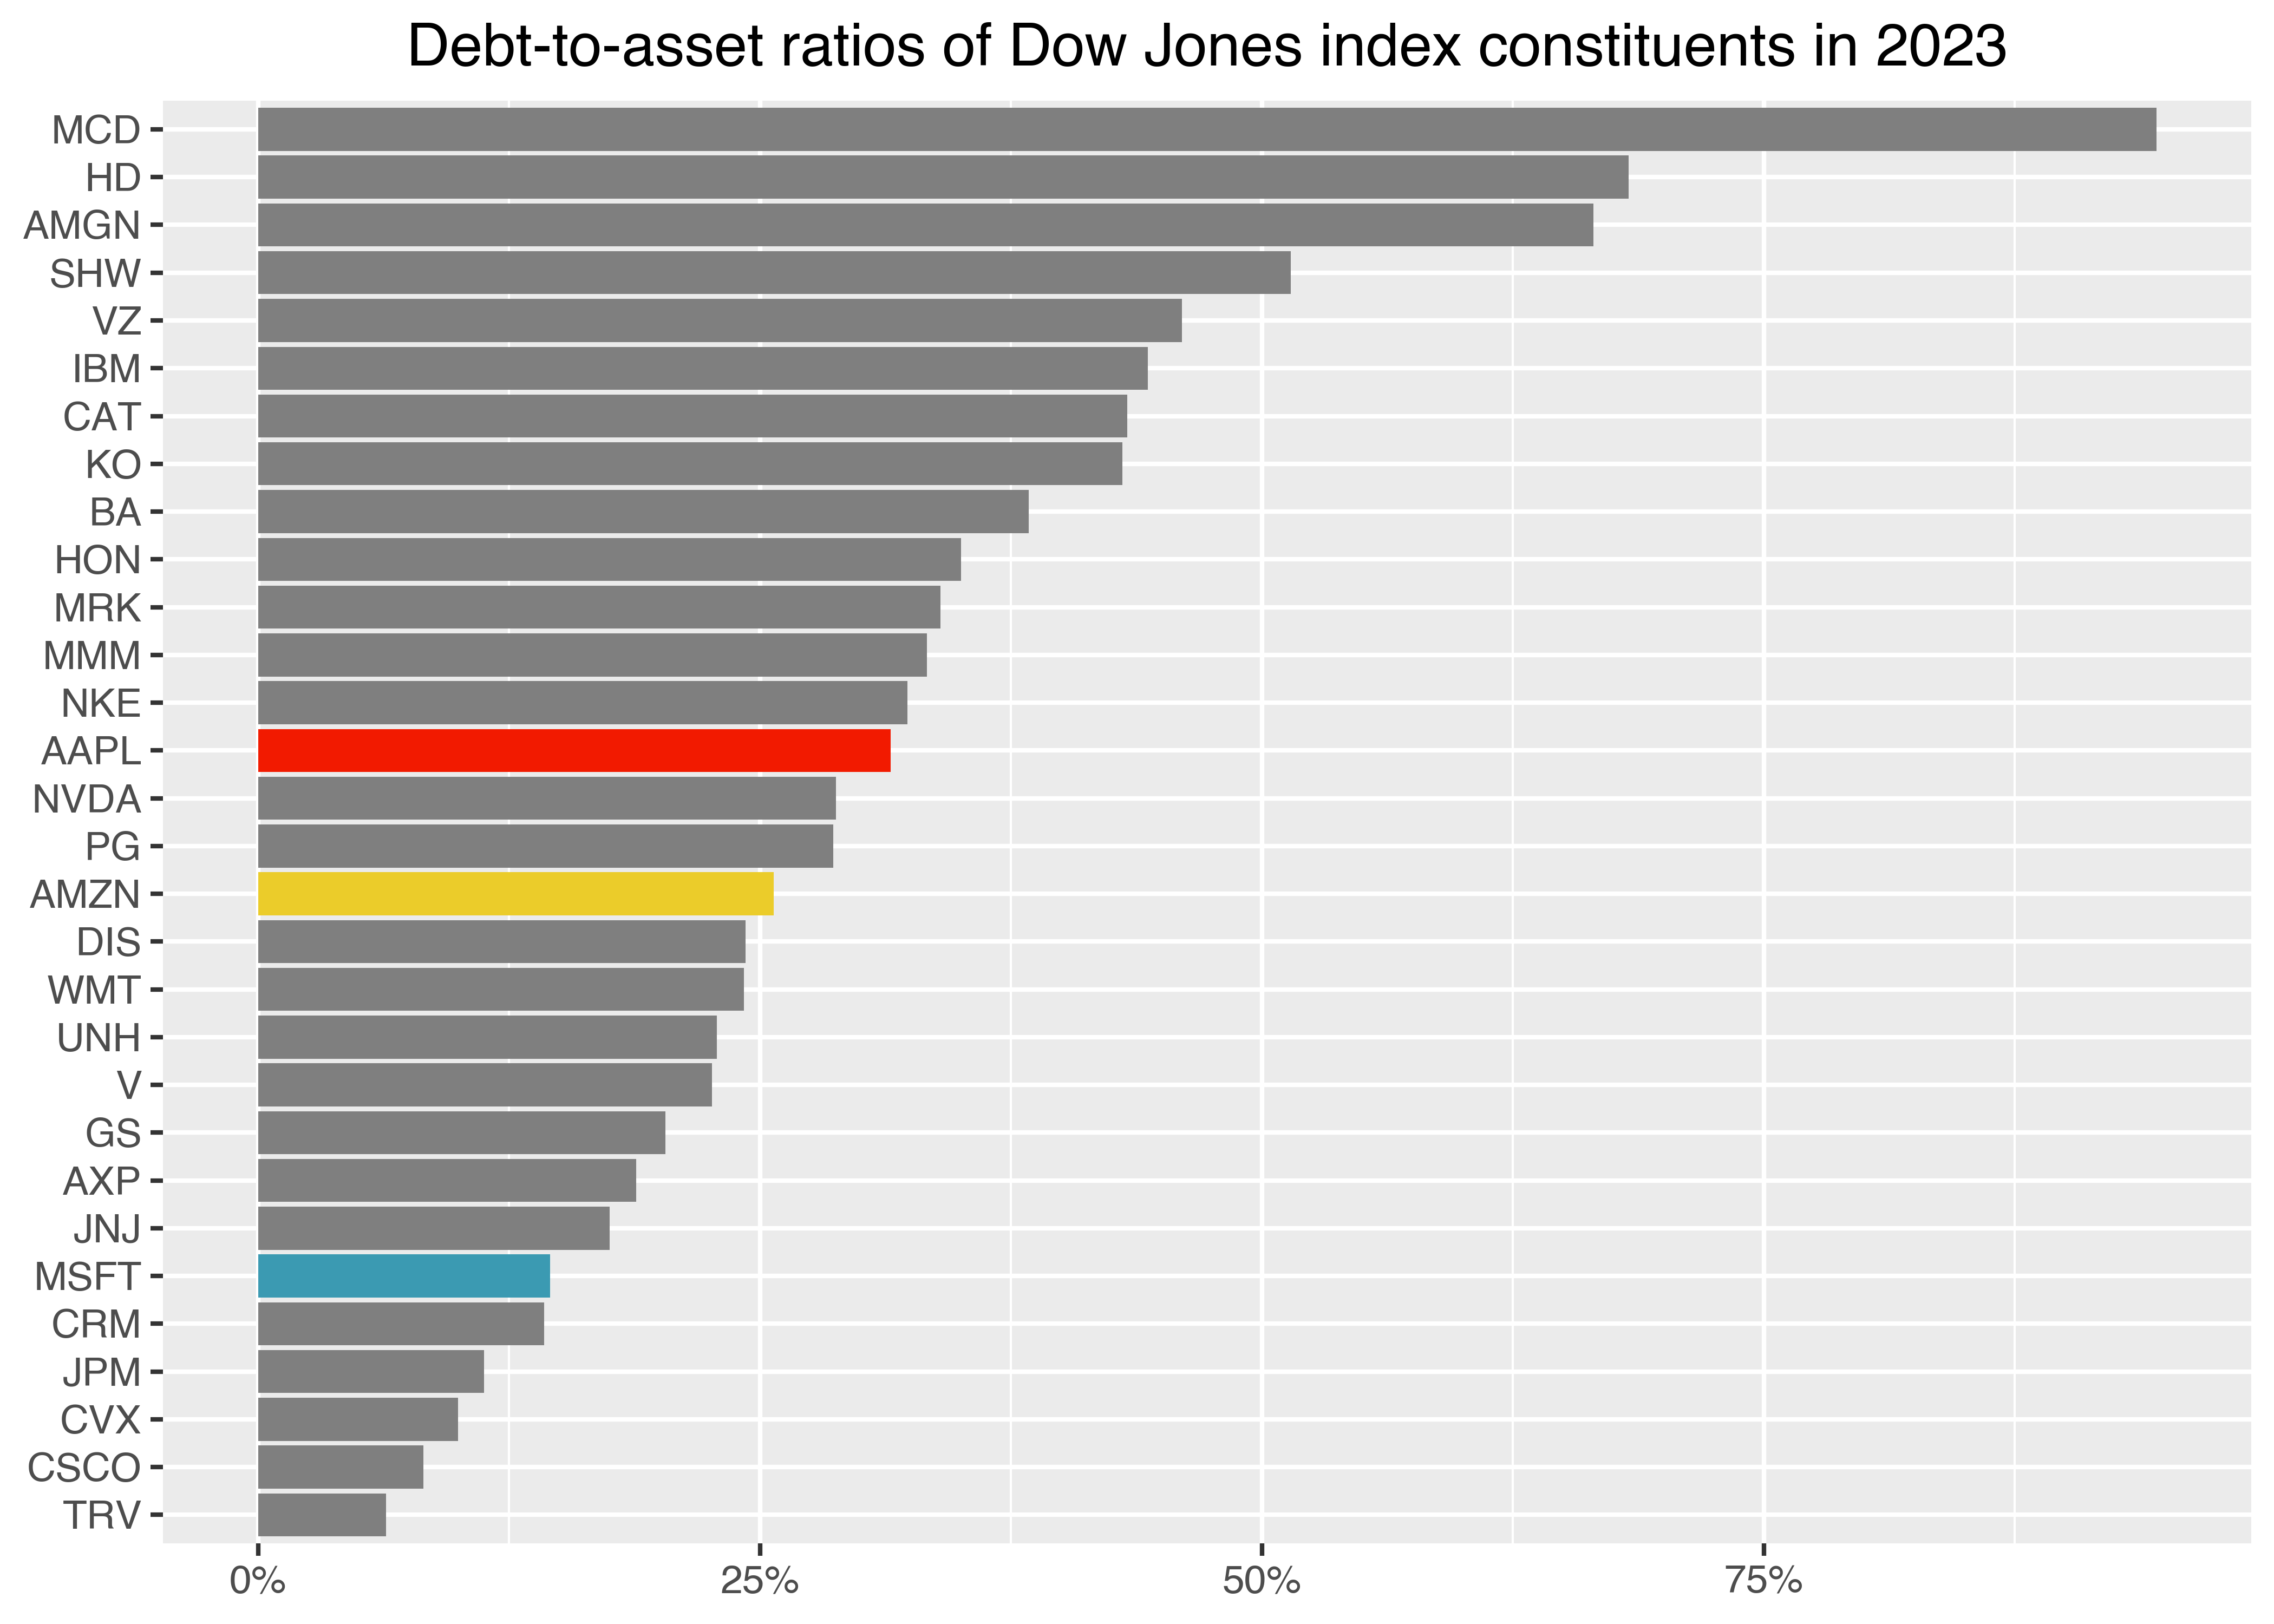 Debt-to-asset ratios of Dow Jones index constituents in 2023
MCD
HD
AMGN
SHW
VZ
IBM
CAT
KO
BA
HON
MRK
MMM
NKE
AAPL
NVDA
PG
AMZN
DIS
WMT
UNH
V
GS
AXP
JNJ
MSFT
CRM
JPM
CVX
CSCO
TRV
0% 25% 50% 75%